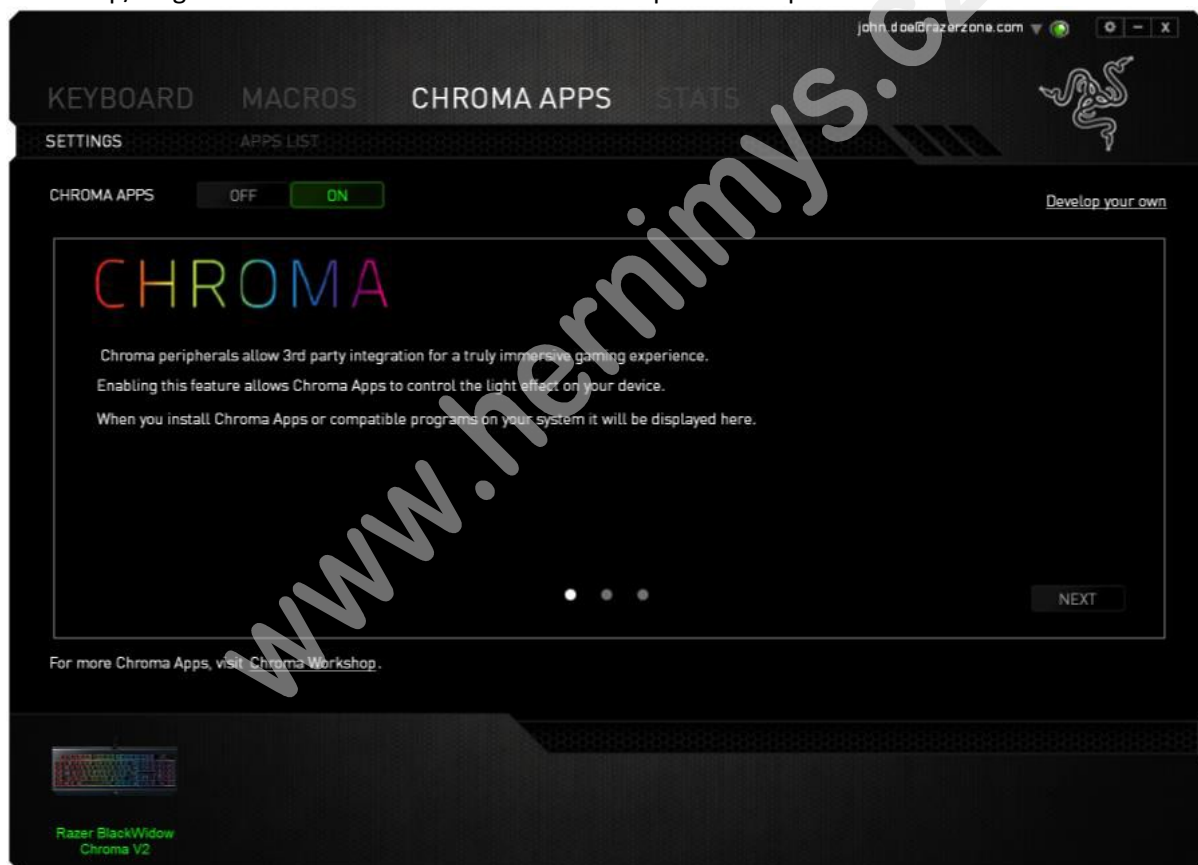 john.doe@razerzone.com
KEYBOARD MACROS CHROMA APPS STATS
SETTINGS APPS LIST
CHROMA APPS OFF ON Develop your own
CHROMA
Chroma peripherals allow 3rd party integration for a truly immersive gaming experience.
Enabling this feature allows Chroma Apps to control the light effect on your device.
When you install Chroma Apps or compatible programs on your system it will be displayed here.
NEXT
For more Chroma Apps, visit Chroma Workshop.
Razer BlackWidow
Chroma V2
www.hernimys.cz